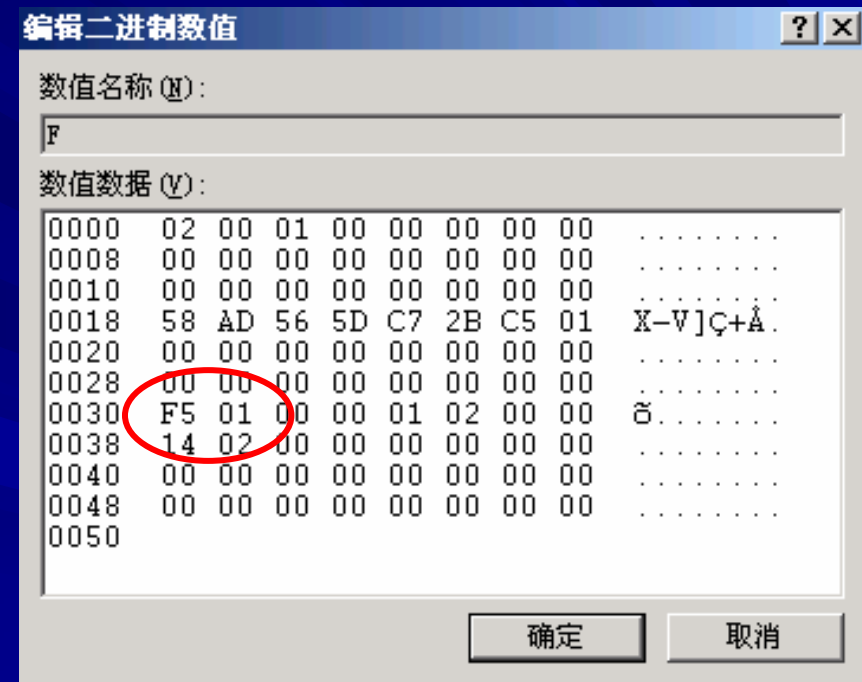 编辑二进制数值
数值名称(N):
F
数值数据(V):
0000 02 00 01 00 00 00 00 00 ........
0008 00 00 00 00 00 00 00 00 ........
0010 00 00 00 00 00 00 00 00 ........
0018 58 AD 56 5D C7 2B C5 01 X-V]Ç+Å.
0020 00 00 00 00 00 00 00 00 ........
0028 00 00 00 00 00 00 00 00 ........
0030 F5 01 00 00 01 02 00 00 õ.......
0038 14 02 00 00 00 00 00 00 ........
0040 00 00 00 00 00 00 00 00 ........
0048 00 00 00 00 00 00 00 00 ........
0050
确定 取消